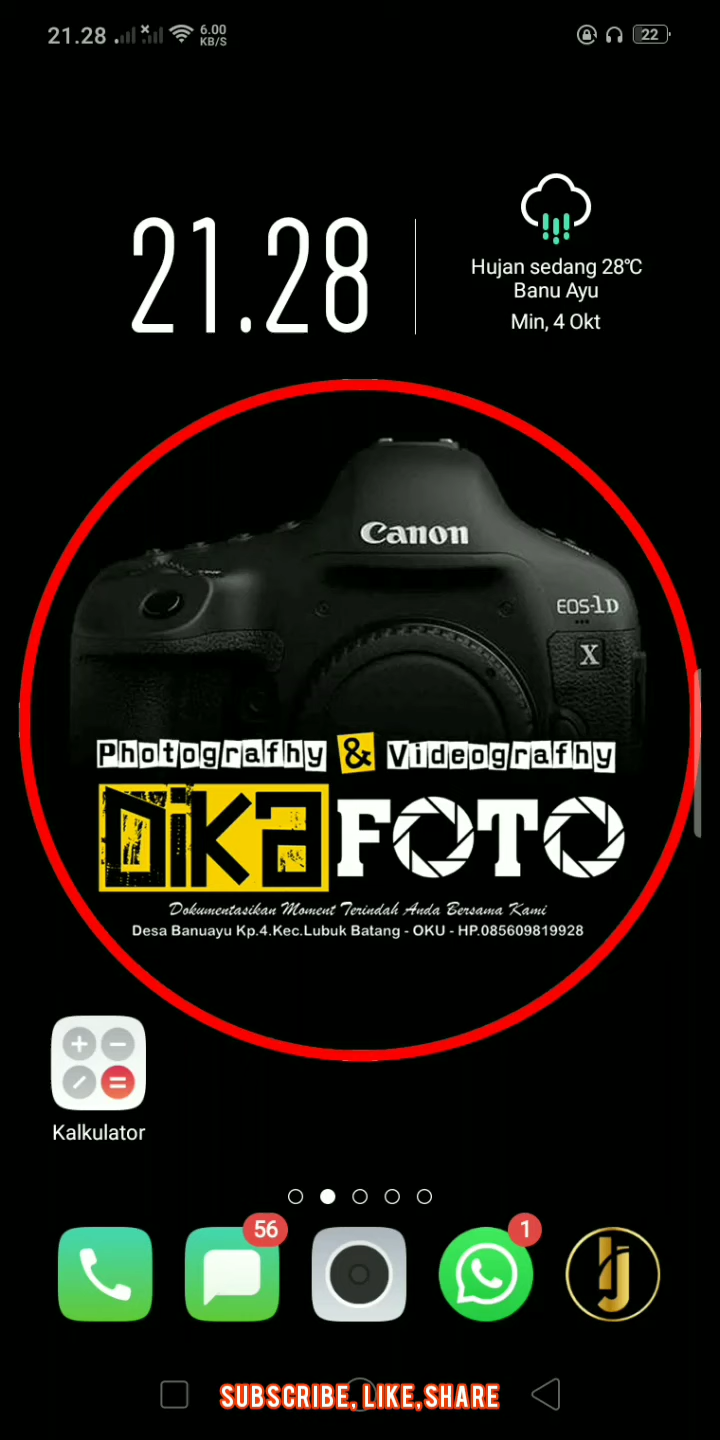 21.28 6.00 KB/S 22
21.28
Hujan sedang 28℃
Banu Ayu
Min, 4 Okt
Canon
EOS-1D
X
Photografhy & Videografhy
Dika FOTO
Dokumentasikan Moment Terindah Anda Bersama Kami
Desa Banuayu Kp.4.Kec.Lubuk Batang - OKU - HP.085609819928
Kalkulator
56
1
SUBSCRIBE, LIKE, SHARE